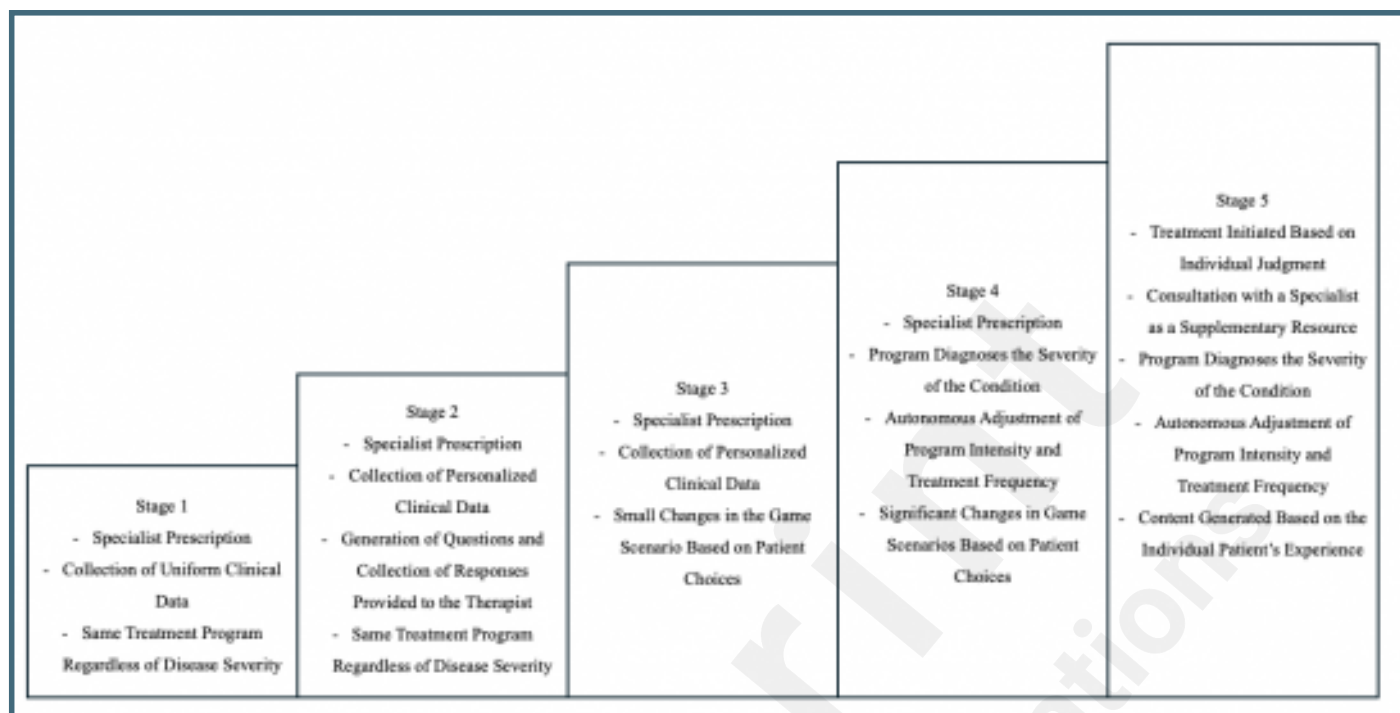 Stage 1
- Specialist Prescription
- Collection of Uniform Clinical
Data
- Same Treatment Program
Regardless of Disease Severity
Stage 2
- Specialist Prescription
- Collection of Personalized
Clinical Data
- Generation of Questions and
Collection of Responses
Provided to the Therapist
- Same Treatment Program
Regardless of Disease Severity
Stage 3
- Specialist Prescription
- Collection of Personalized
Clinical Data
- Small Changes in the Game
Scenario Based on Patient
Choices
Stage 4
- Specialist Prescription
- Program Diagnoses the Severity
of the Condition
- Autonomous Adjustment of
Program Intensity and
Treatment Frequency
- Significant Changes in Game
Scenarios Based on Patient
Choices
Stage 5
- Treatment Initiated Based on
Individual Judgment
- Consultation with a Specialist
as a Supplementary Resource
- Program Diagnoses the Severity
of the Condition
- Autonomous Adjustment of
Program Intensity and
Treatment Frequency
- Content Generated Based on the
Individual Patient's Experience
rint
ations